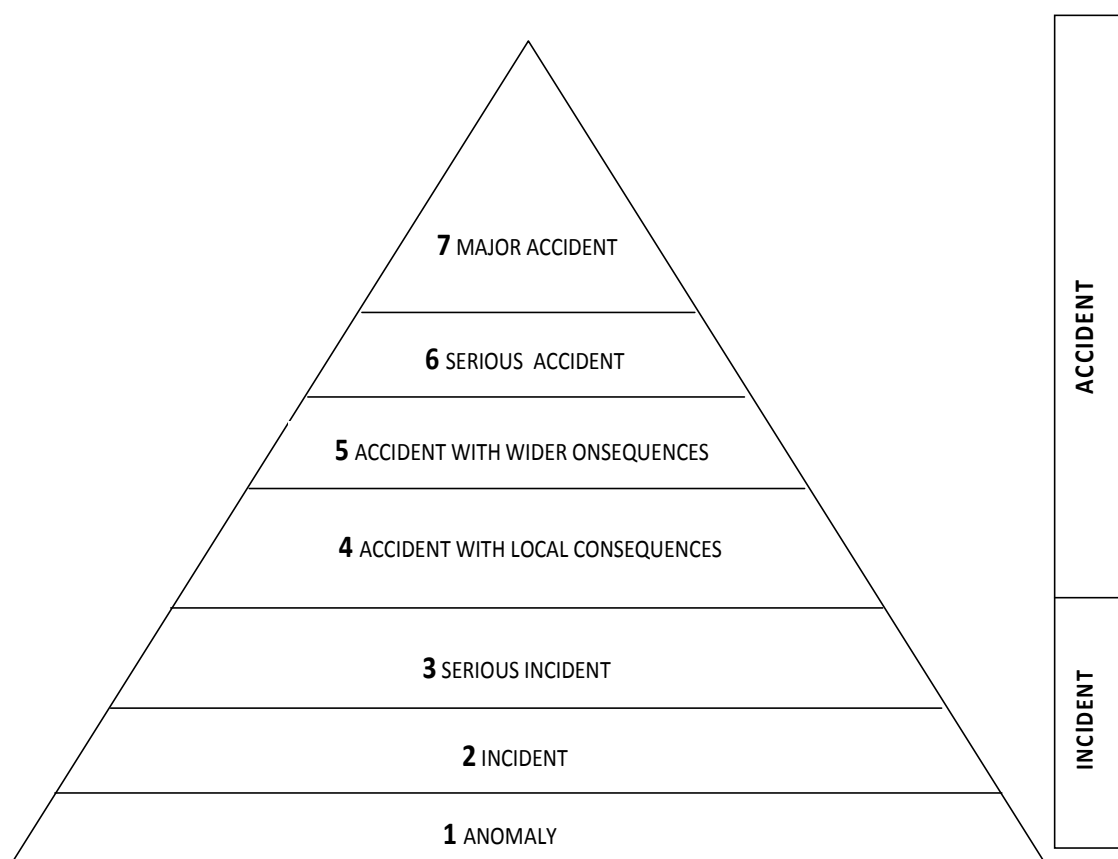 7 MAJOR ACCIDENT
6 SERIOUS ACCIDENT
5 ACCIDENT WITH WIDER ONSEQUENCES
4 ACCIDENT WITH LOCAL CONSEQUENCES
3 SERIOUS INCIDENT
2 INCIDENT
1 ANOMALY
ACCIDENT
INCIDENT